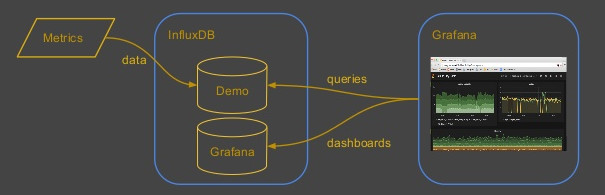 Metrics
data
InfluxDB
Demo
Grafana
queries
dashboards
Grafana